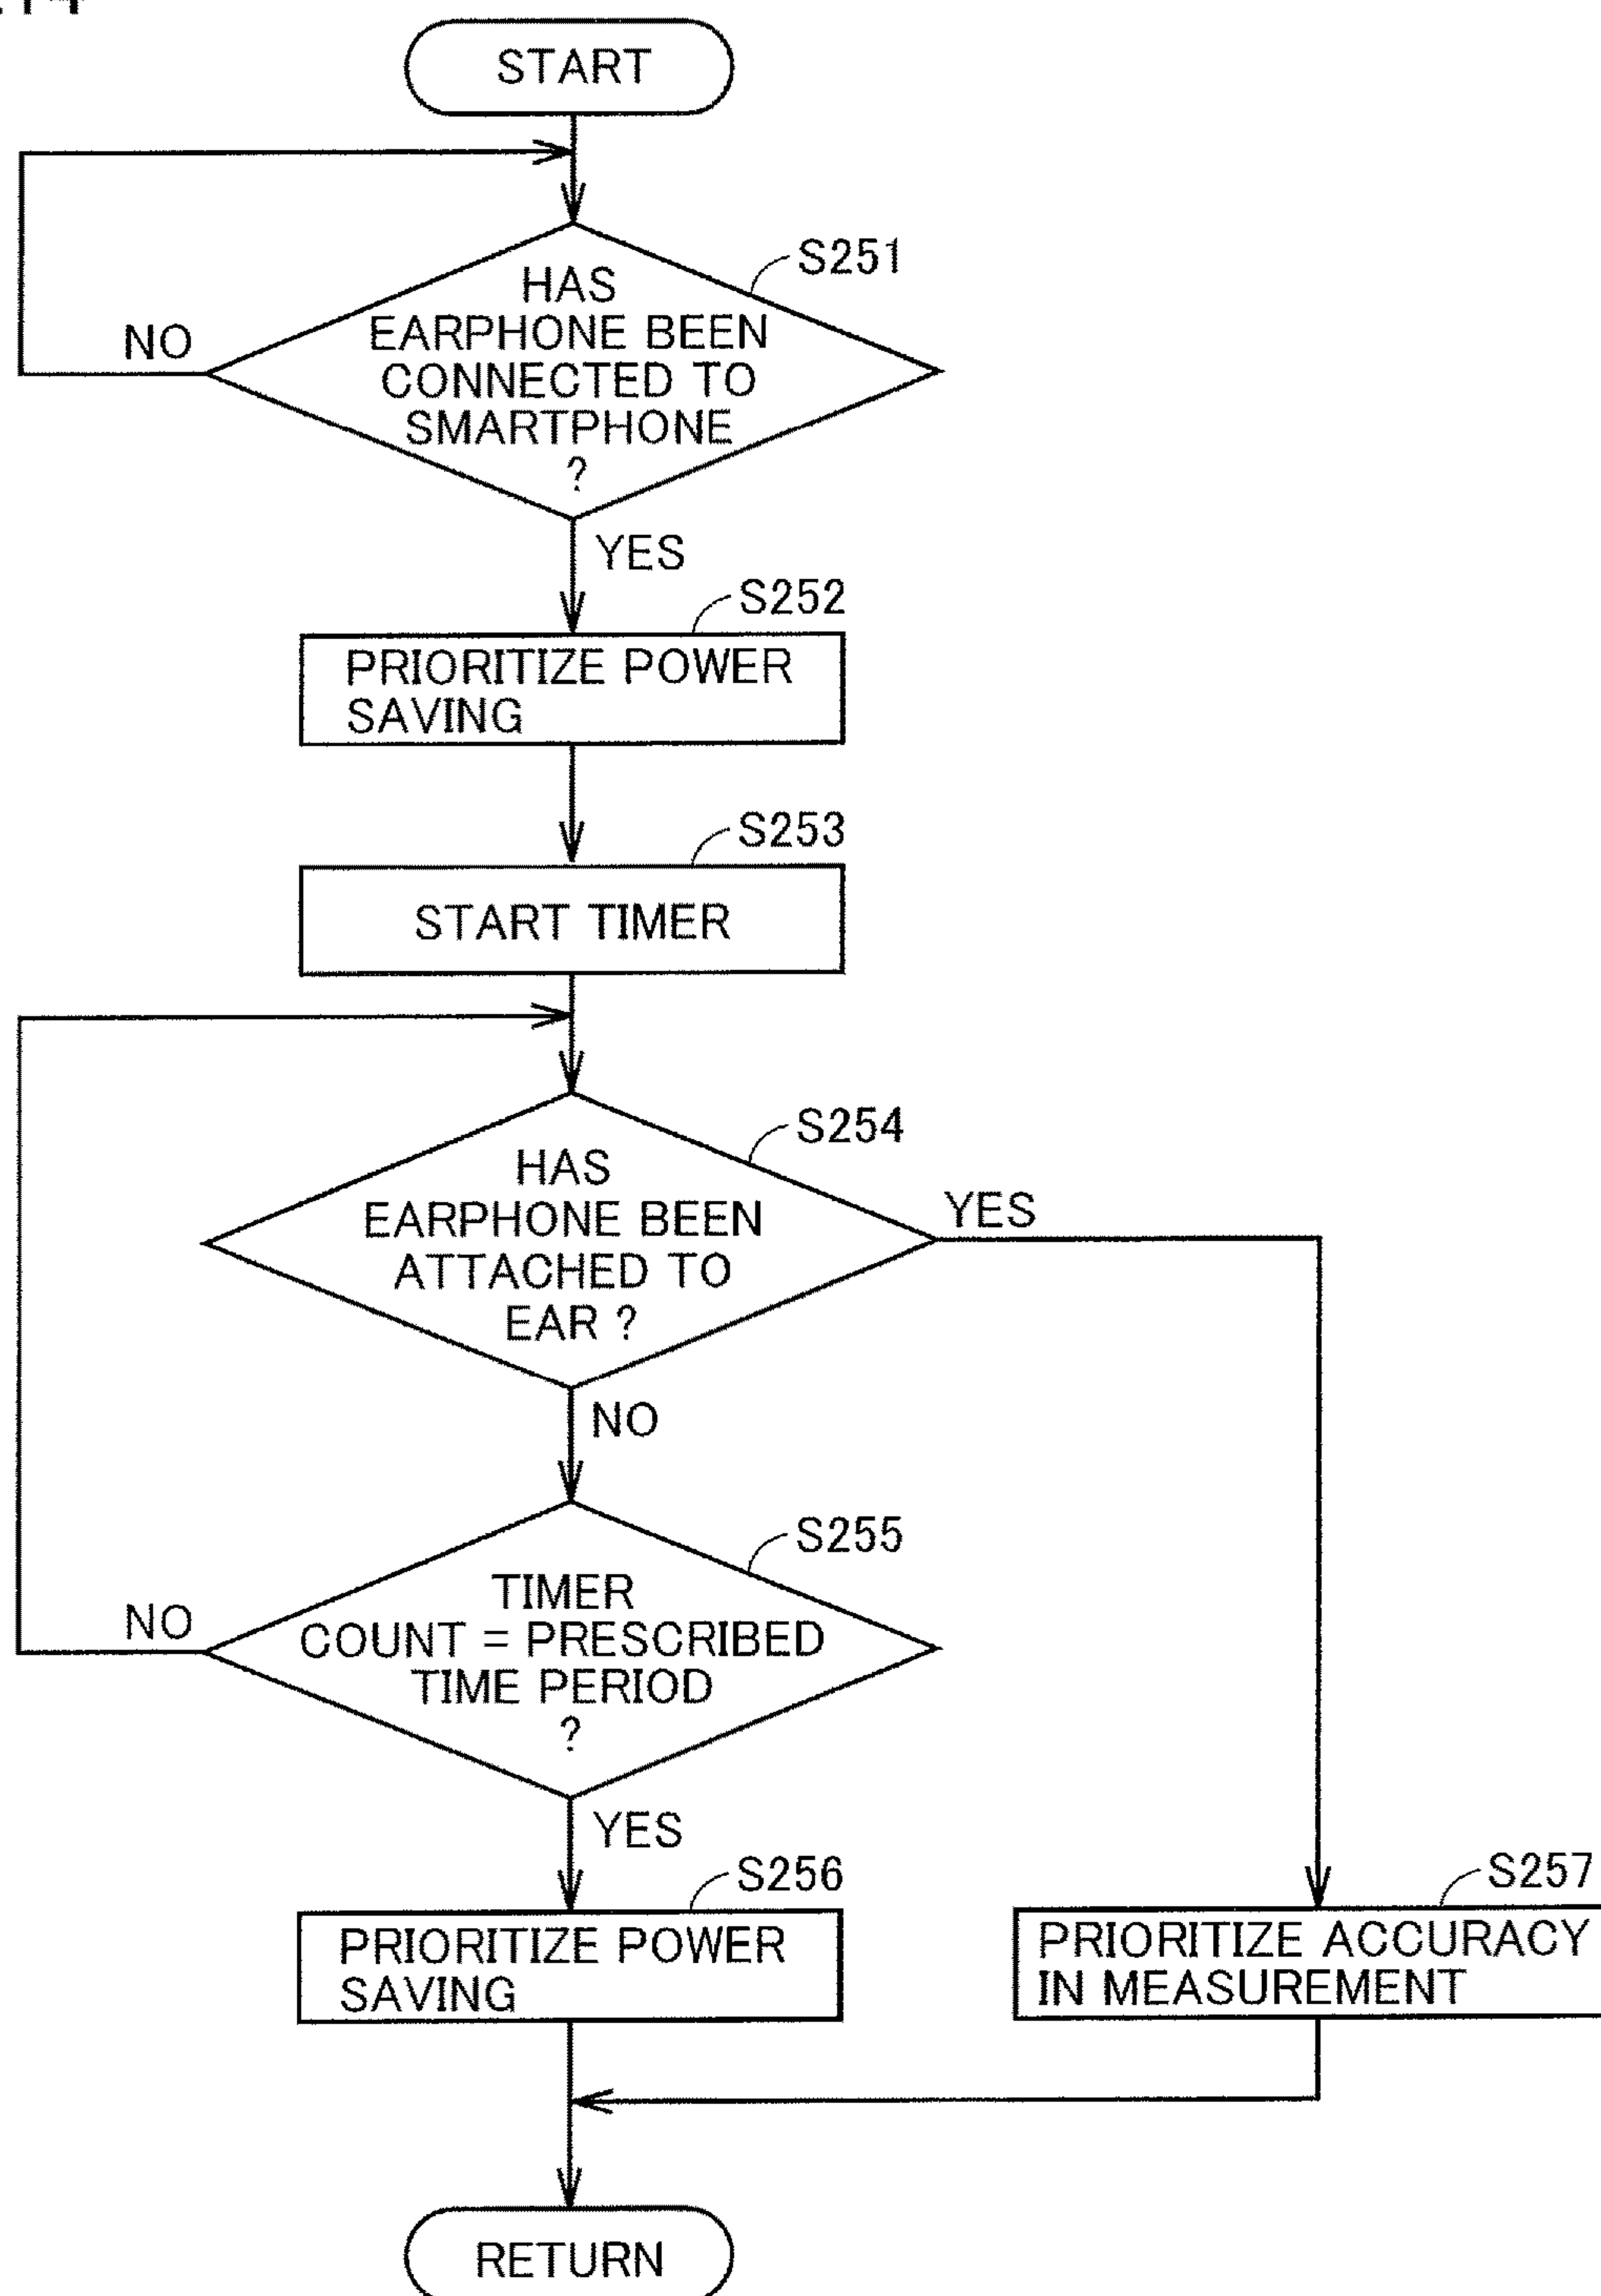 START
S251
HAS
EARPHONE BEEN
CONNECTED TO
SMARTPHONE
?
NO
YES
S252
PRIORITIZE POWER
SAVING
S253
START TIMER
S254
HAS
EARPHONE BEEN
ATTACHED TO
EAR ?
YES
NO
S255
TIMER
COUNT = PRESCRIBED
TIME PERIOD
?
NO
YES
S256
PRIORITIZE POWER
SAVING
S257
PRIORITIZE ACCURACY
IN MEASUREMENT
RETURN